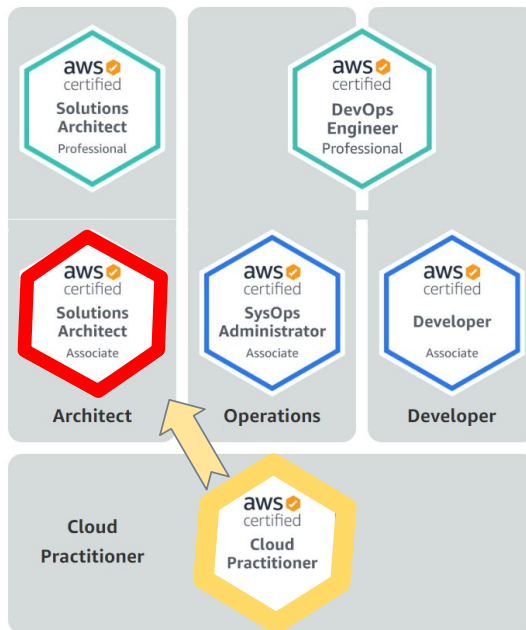 aws
certified
Solutions
Architect
Professional
aws
certified
DevOps
Engineer
Professional
aws
certified
Solutions
Architect
Associate
aws
certified
SysOps
Administrator
Associate
aws
certified
Developer
Associate
Architect
Operations
Developer
Cloud
Practitioner
aws
certified
Cloud
Practitioner